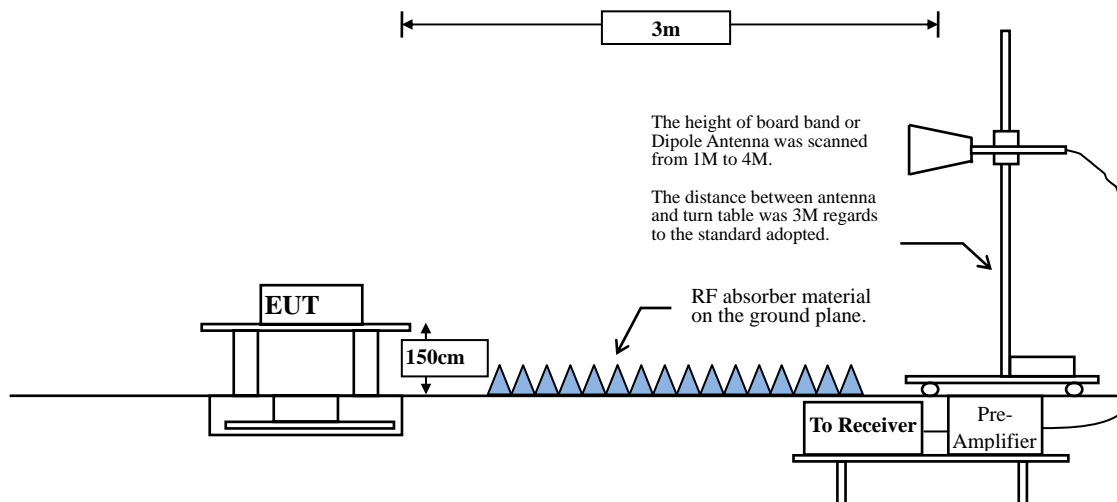 3m
The height of board band or
Dipole Antenna was scanned
from 1M to 4M.
The distance between antenna
and turn table was 3M regards
to the standard adopted.
EUT
RF absorber material
on the ground plane.
150cm
To Receiver
Pre-
Amplifier